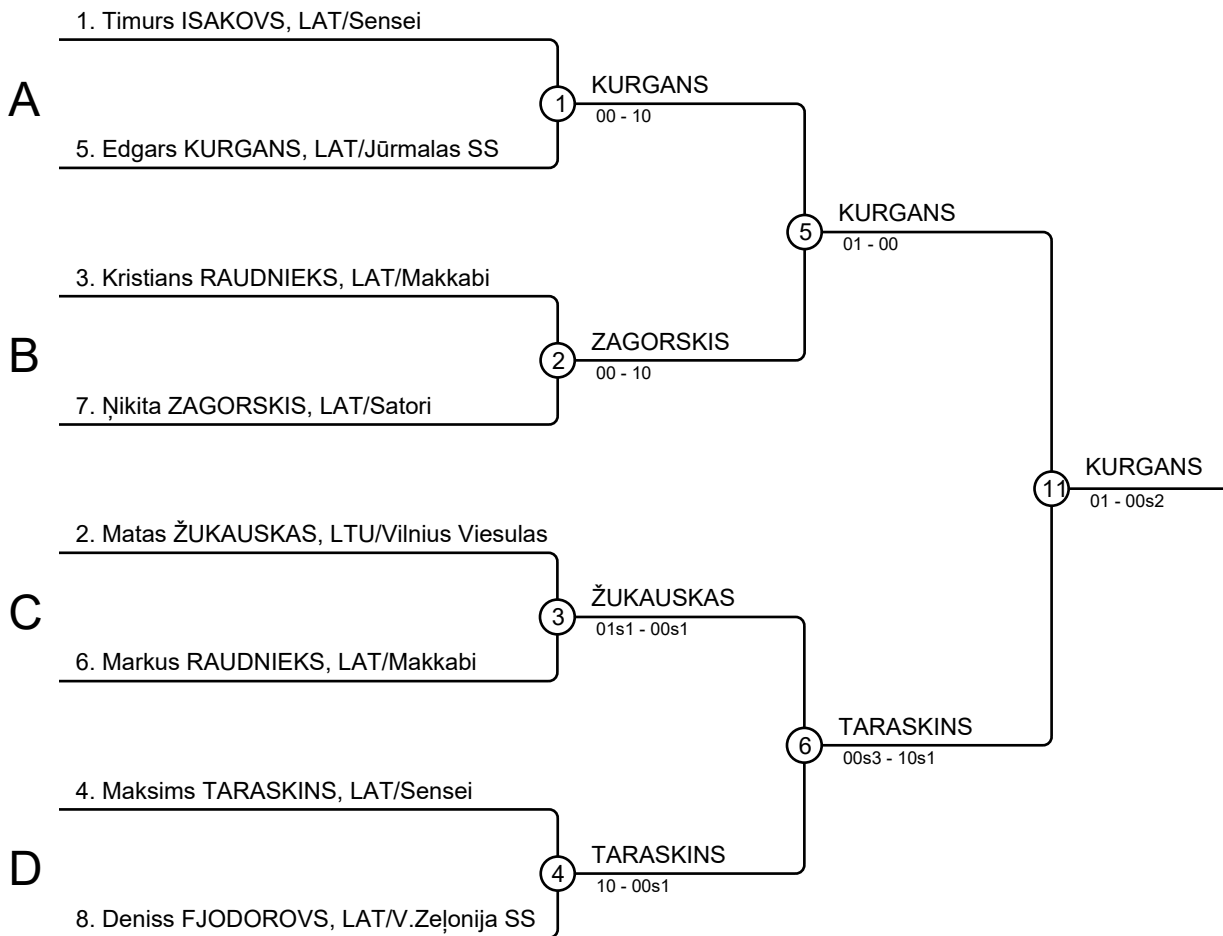 1. Timurs ISAKOVS, LAT/Sensei
A
1
KURGANS
00 - 10
5. Edgars KURGANS, LAT/Jūrmalas SS
5
KURGANS
01 - 00
3. Kristians RAUDNIEKS, LAT/Makkabi
B
2
ZAGORSKIS
00 - 10
7. Ņikita ZAGORSKIS, LAT/Satori
11
KURGANS
01 - 00s2
2. Matas ŽUKAUSKAS, LTU/Vilnius Viesulas
C
3
ŽUKAUSKAS
01s1 - 00s1
6. Markus RAUDNIEKS, LAT/Makkabi
6
TARASKINS
00s3 - 10s1
4. Maksims TARASKINS, LAT/Sensei
D
4
TARASKINS
10 - 00s1
8. Deniss FJODOROVS, LAT/V.Zeļonija SS